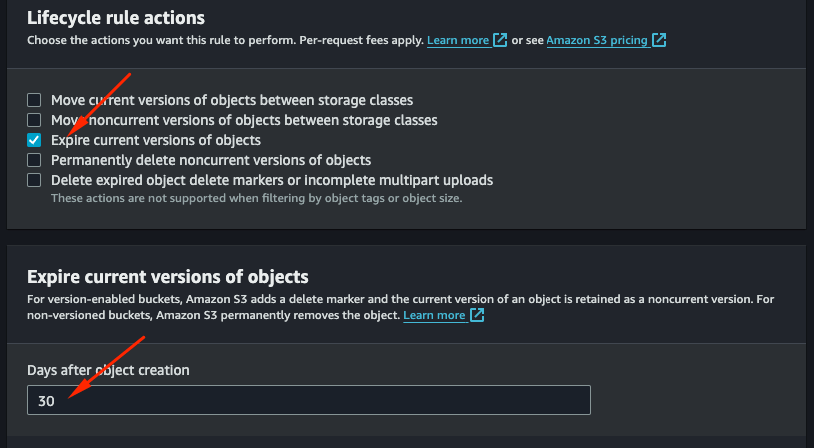 Lifecycle rule actions
Choose the actions you want this rule to perform. Per-request fees apply. Learn more or see Amazon S3 pricing
Move current versions of objects between storage classes
Move noncurrent versions of objects between storage classes
Expire current versions of objects
Permanently delete noncurrent versions of objects
Delete expired object delete markers or incomplete multipart uploads
These actions are not supported when filtering by object tags or object size.
Expire current versions of objects
For version-enabled buckets, Amazon S3 adds a delete marker and the current version of an object is retained as a noncurrent version. For
non-versioned buckets, Amazon S3 permanently removes the object. Learn more
Days after object creation
30